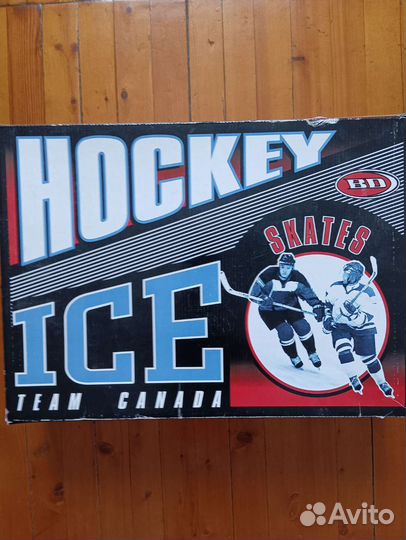 HOCKEY
BD
SKATES
ICE
TEAM CANADA
Avito